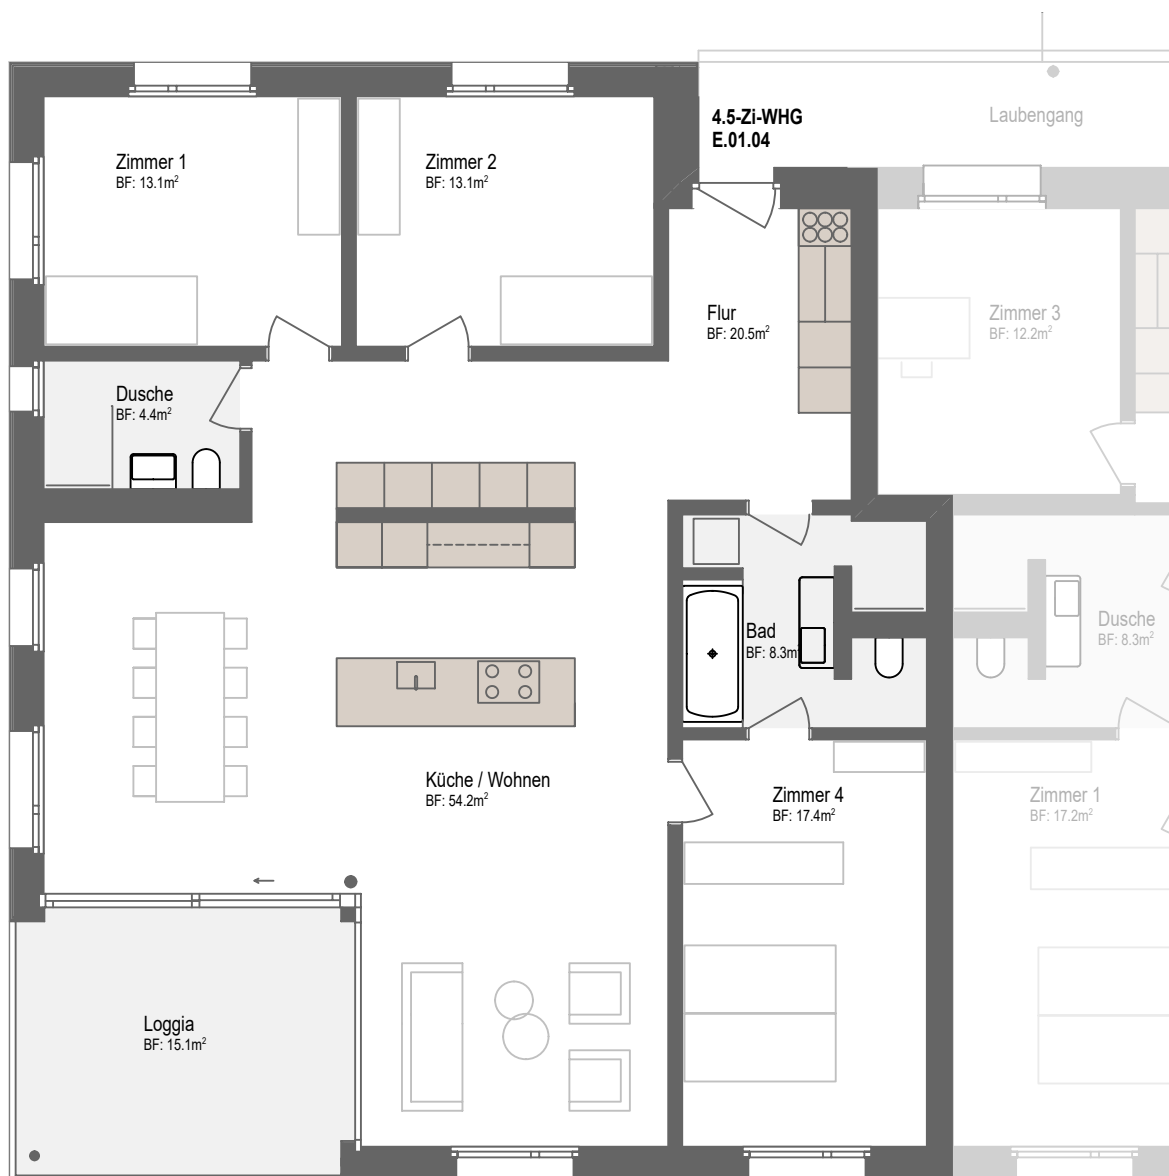 4.5-Zi-WHG
E.01.04
Laubengang
Zimmer 1
BF: 13.1m²
Zimmer 2
BF: 13.1m²
Flur
BF: 20.5m²
Zimmer 3
BF: 12.2m²
Dusche
BF: 4.4m²
Bad
BF: 8.3m²
Dusche
BF: 8.3m²
Küche / Wohnen
BF: 54.2m²
Zimmer 4
BF: 17.4m²
Zimmer 1
BF: 17.2m²
Loggia
BF: 15.1m²